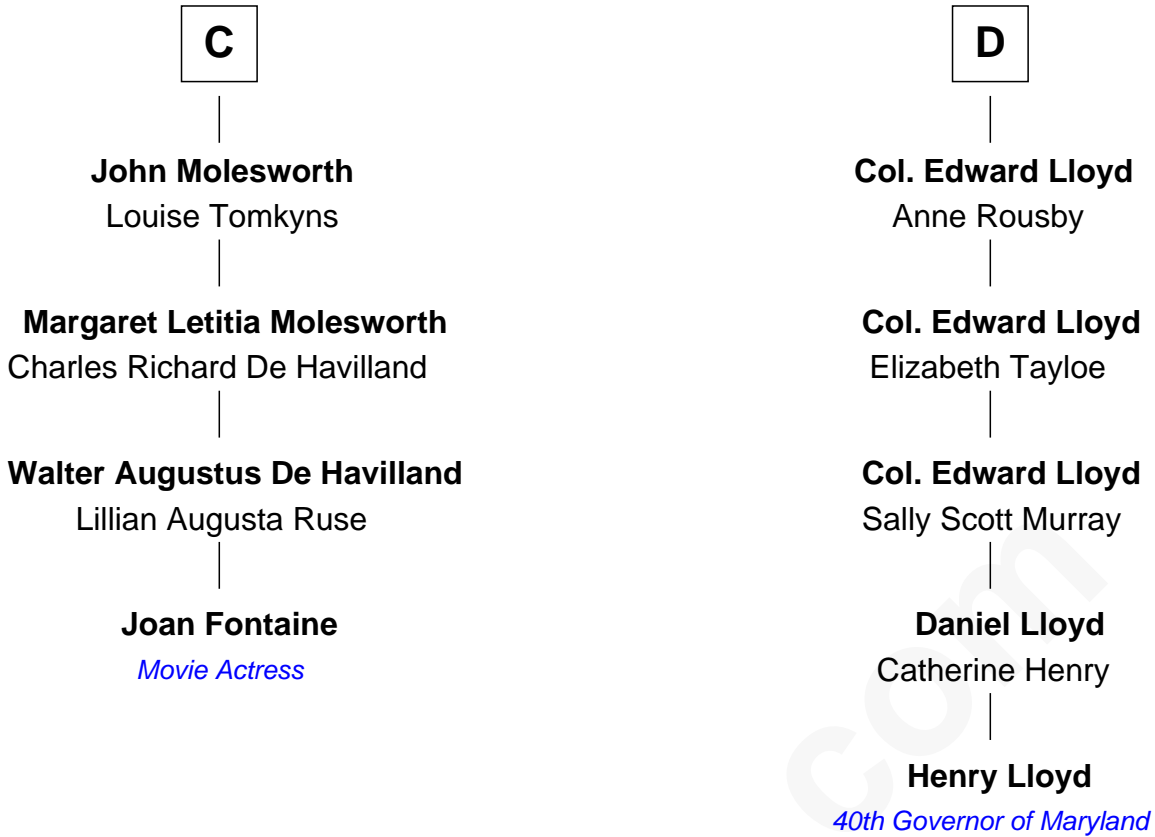 C
John Molesworth
Louise Tomkyns
Margaret Letitia Molesworth
Charles Richard De Havilland
Walter Augustus De Havilland
Lillian Augusta Ruse
Joan Fontaine
Movie Actress
D
Col. Edward Lloyd
Anne Rousby
Col. Edward Lloyd
Elizabeth Tayloe
Col. Edward Lloyd
Sally Scott Murray
Daniel Lloyd
Catherine Henry
Henry Lloyd
40th Governor of Maryland
com